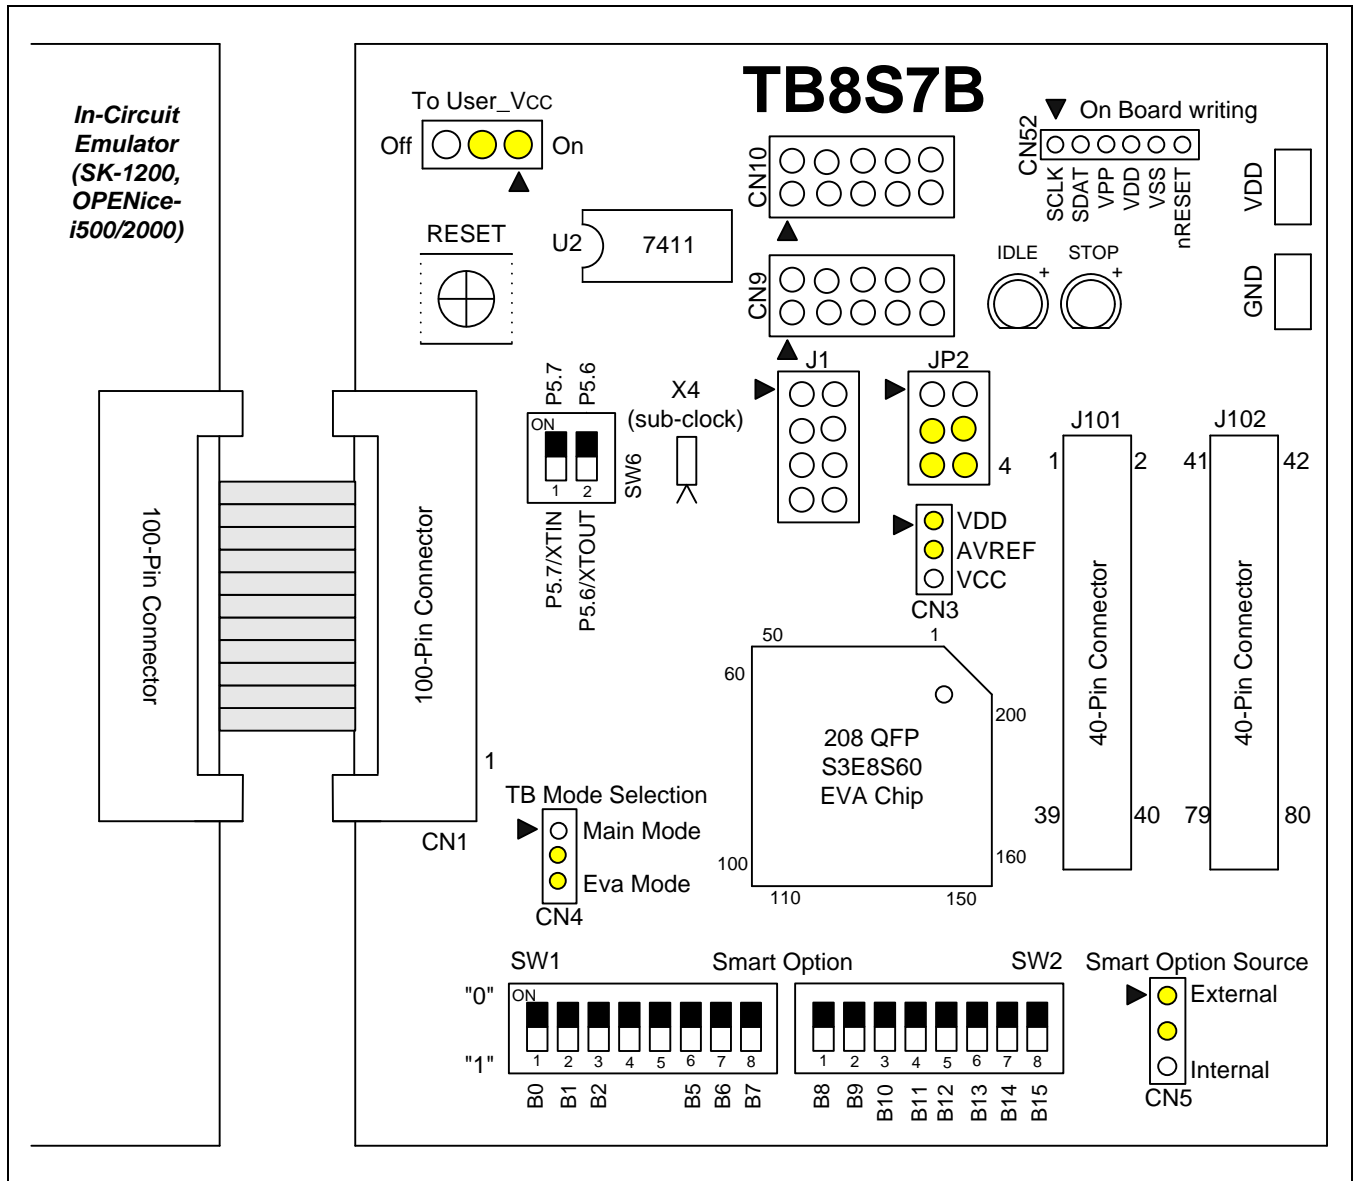 TB8S7B
In-Circuit
Emulator
(SK-1200,
OPENice-
i500/2000)
To User_VCC
Off
On
RESET
U2
7411
CN10
CN9
CN52
On Board writing
SCLK
SDAT
VPP
VDD
VSS
nRESET
VDD
GND
IDLE
+
STOP
+
P5.7
P5.6
ON
1
2
SW6
P5.7/XTIN
P5.6/XTOUT
X4
(sub-clock)
J1
JP2
4
VDD
AVREF
VCC
CN3
J101
1
2
40-Pin Connector
39
40
J102
41
42
40-Pin Connector
79
80
100-Pin Connector
100-Pin Connector
1
CN1
TB Mode Selection
Main Mode
Eva Mode
CN4
50
1
60
200
208 QFP
S3E8S60
EVA Chip
100
160
110
150
SW1
Smart Option
SW2
"0"
ON
"1"
1 2 3 4 5 6 7 8
B0
B1
B2
B5
B6
B7
1 2 3 4 5 6 7 8
B8
B9
B10
B11
B12
B13
B14
B15
Smart Option Source
External
Internal
CN5